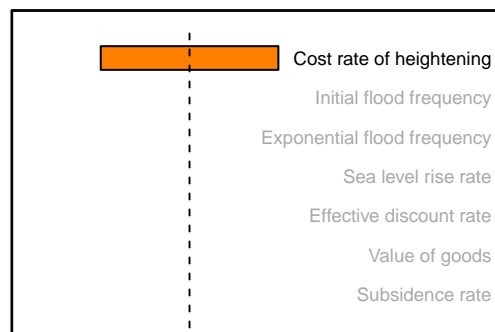 Cost rate of heightening
Initial flood frequency
Exponential flood frequency
Sea level rise rate
Effective discount rate
Value of goods
Subsidence rate